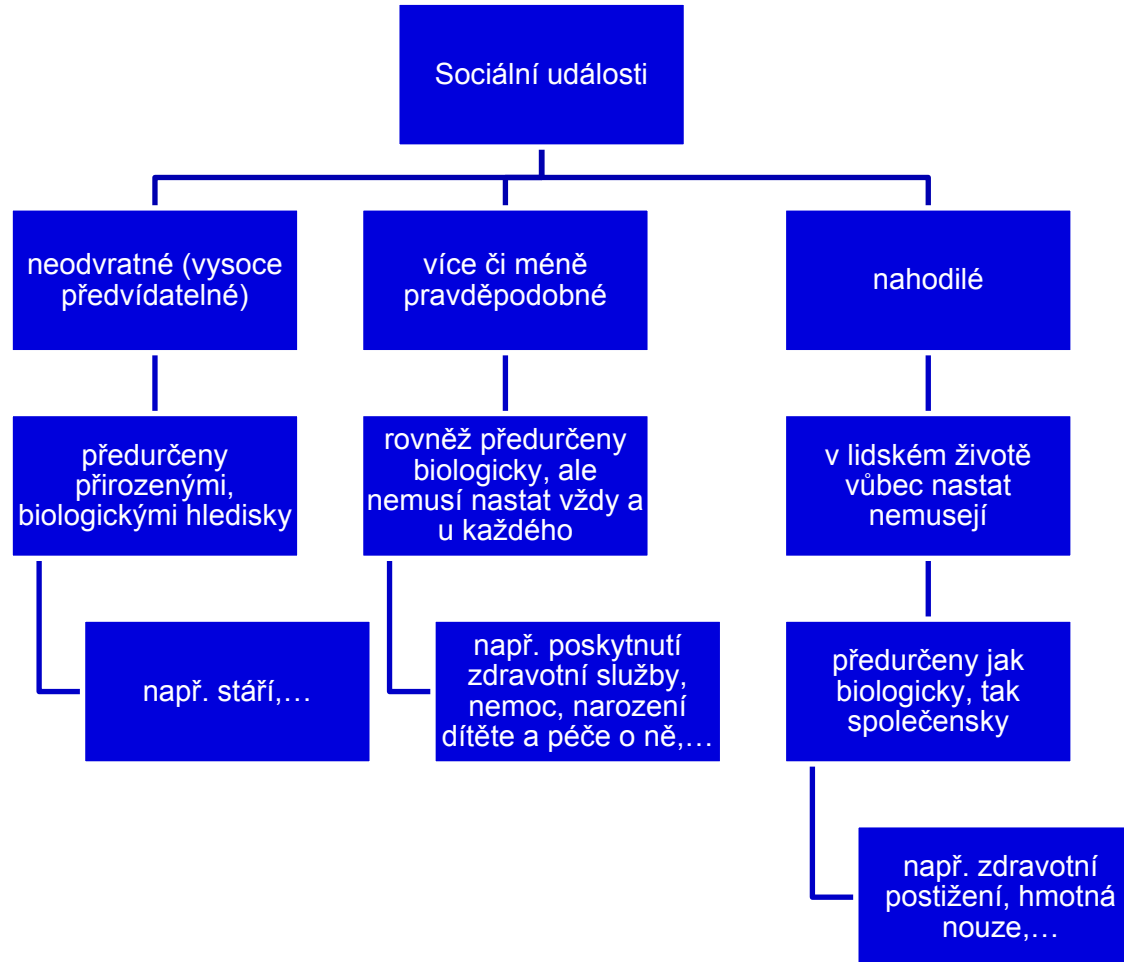 Sociální události
neodvratné (vysoce
předvídatelné)
více či méně
pravděpodobné
nahodilé
předurčeny
přirozenými,
biologickými hledisky
rovněž předurčeny
biologicky, ale
nemusí nastat vždy a
u každého
v lidském životě
vůbec nastat
nemusejí
např. stáří,…
např. poskytnutí
zdravotní služby,
nemoc, narození
dítěte a péče o ně,…
předurčeny jak
biologicky, tak
společensky
např. zdravotní
postižení, hmotná
nouze,…